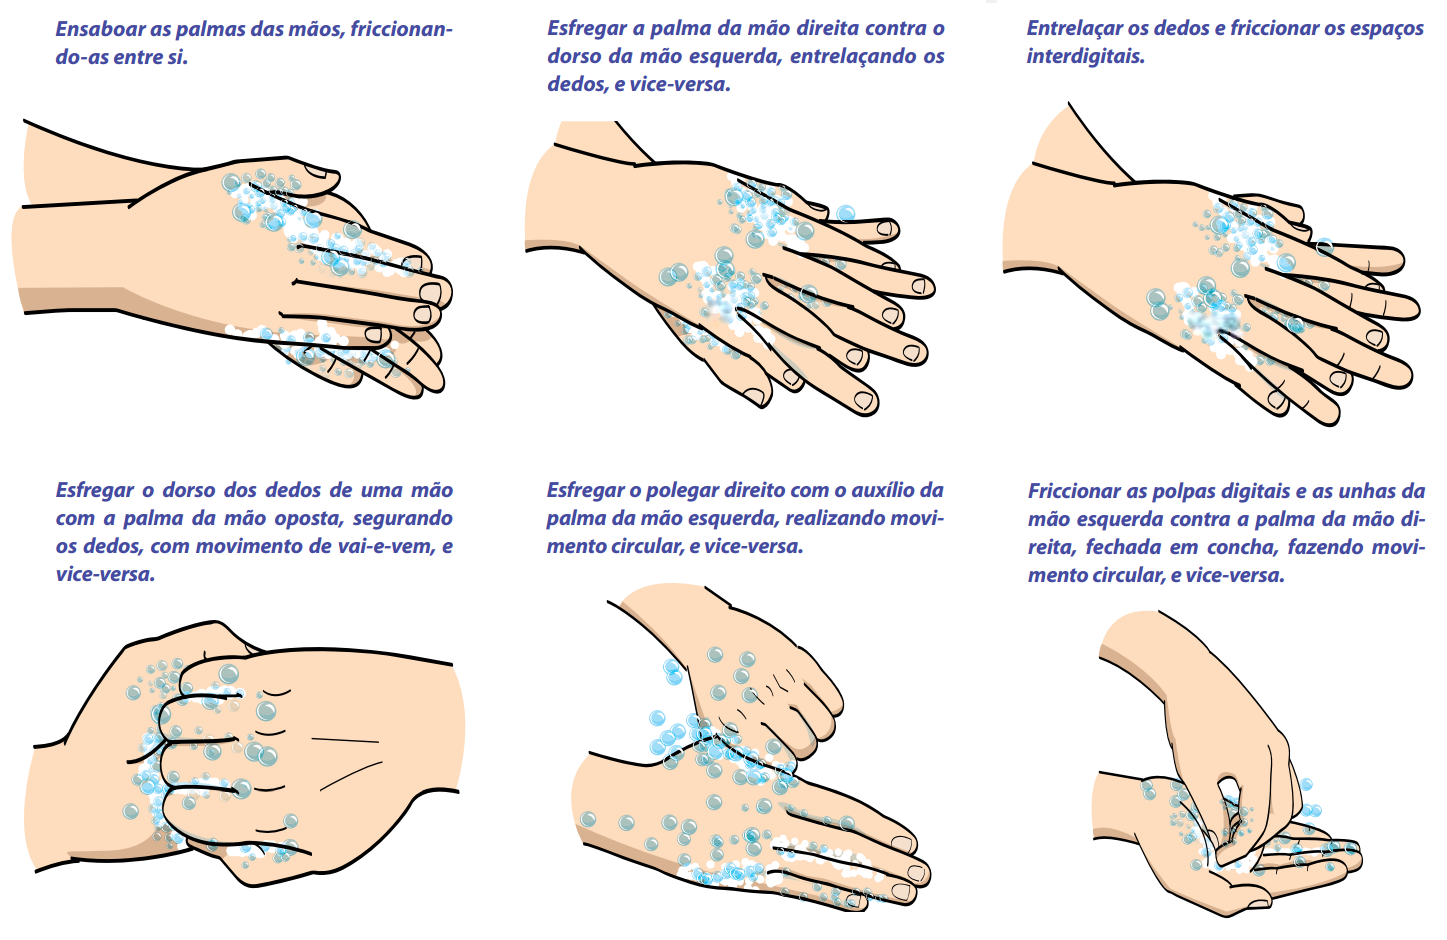 Ensaboar as palmas das mãos, friccionan-
do-as entre si.
Esfregar a palma da mão direita contra o
dorso da mão esquerda, entrelaçando os
dedos, e vice-versa.
Entrelaçar os dedos e friccionar os espaços
interdigitais.
Esfregar o dorso dos dedos de uma mão
com a palma da mão oposta, segurando
os dedos, com movimento de vai-e-vem, e
vice-versa.
Esfregar o polegar direito com o auxílio da
palma da mão esquerda, realizando movi-
mento circular, e vice-versa.
Friccionar as polpas digitais e as unhas da
mão esquerda contra a palma da mão di-
reita, fechada em concha, fazendo movi-
mento circular, e vice-versa.